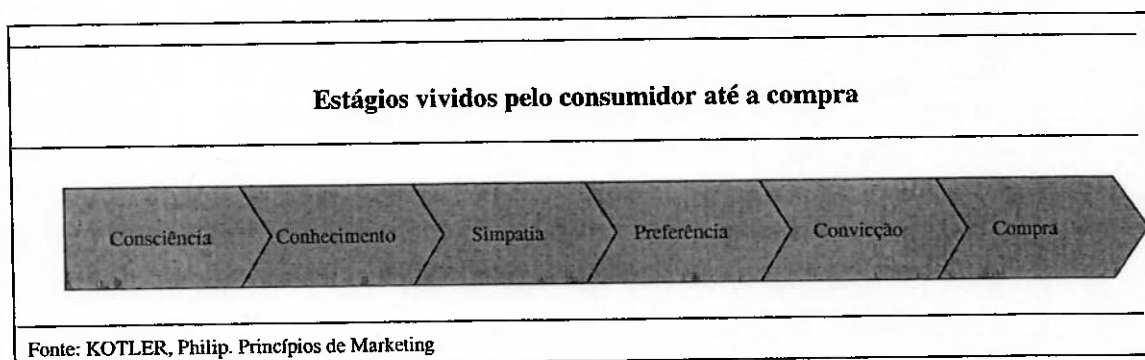 Estágios vividos pelo consumidor até a compra
Consciência Conhecimento Simpatia Preferência Convicção Compra
Fonte: KOTLER, Philip. Princípios de Marketing